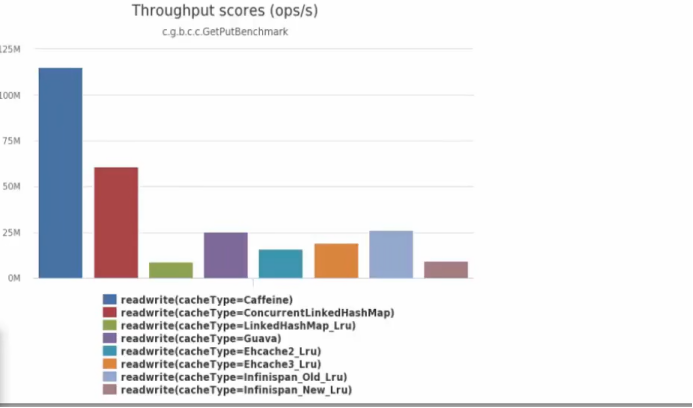 Throughput scores (ops/s)
c.g.b.c.c.GetPutBenchmark
125M
100M
75M
50M
25M
0M
readwrite(cacheType=Caffeine)
readwrite(cacheType=ConcurrentLinkedHashMap)
readwrite(cacheType=LinkedHashMap_Lru)
readwrite(cacheType=Guava)
readwrite(cacheType=Ehcache2_Lru)
readwrite(cacheType=Ehcache3_Lru)
readwrite(cacheType=Infinispan_Old_Lru)
readwrite(cacheType=Infinispan_New_Lru)